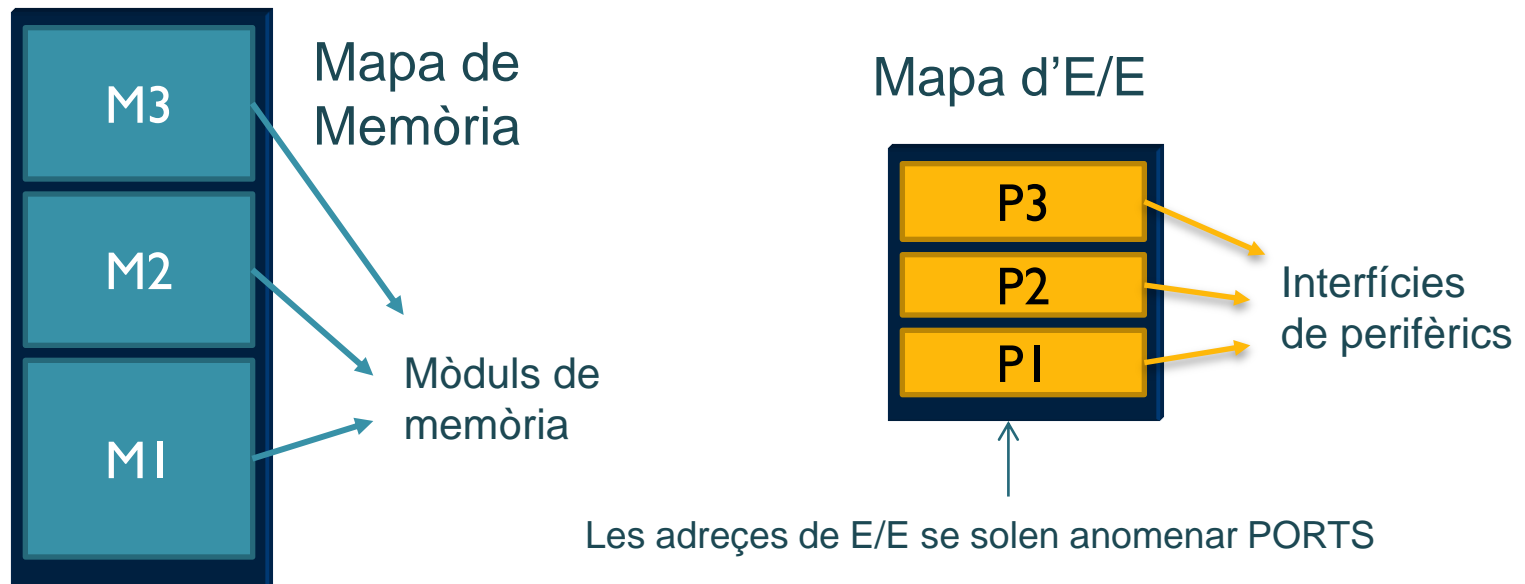 M3
M2
M1
Mapa de
Memòria
Mòduls de
memòria
Mapa d’E/E
P3
P2
P1
Interfícies
de perifèrics
Les adreçes de E/E se solen anomenar PORTS